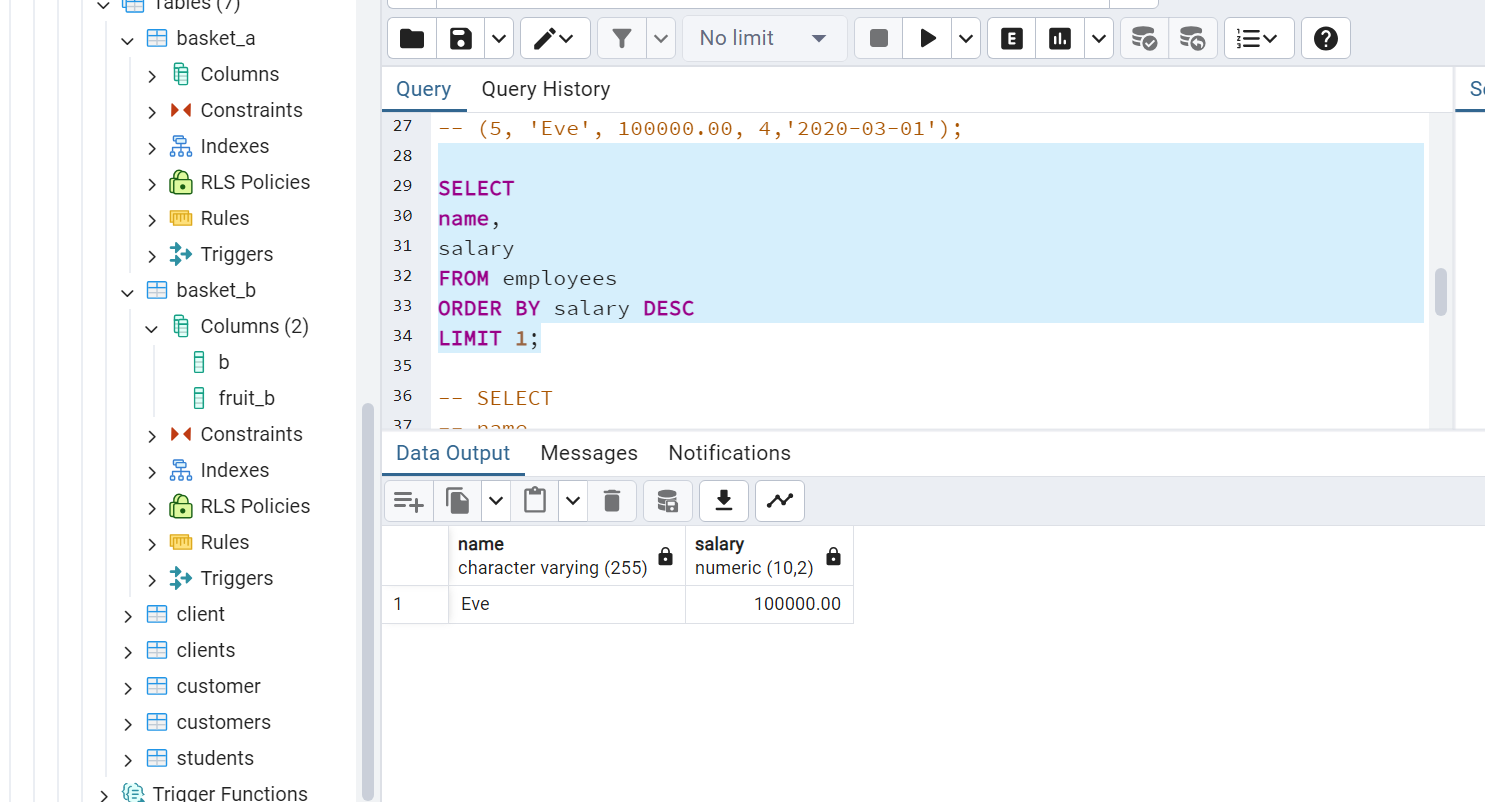 Tables (7)
basket_a
Columns
Constraints
Indexes
RLS Policies
Rules
Triggers
basket_b
Columns (2)
b
fruit_b
Constraints
Indexes
RLS Policies
Rules
Triggers
client
clients
customer
customers
students
Trigger Functions
No limit
Query Query History
27 -- (5, 'Eve', 100000.00, 4,'2020-03-01');
28
29 SELECT
30 name,
31 salary
32 FROM employees
33 ORDER BY salary DESC
34 LIMIT 1;
35
36 -- SELECT
37 -- name
Data Output Messages Notifications
name salary
character varying (255) numeric (10,2)
1 Eve 100000.00